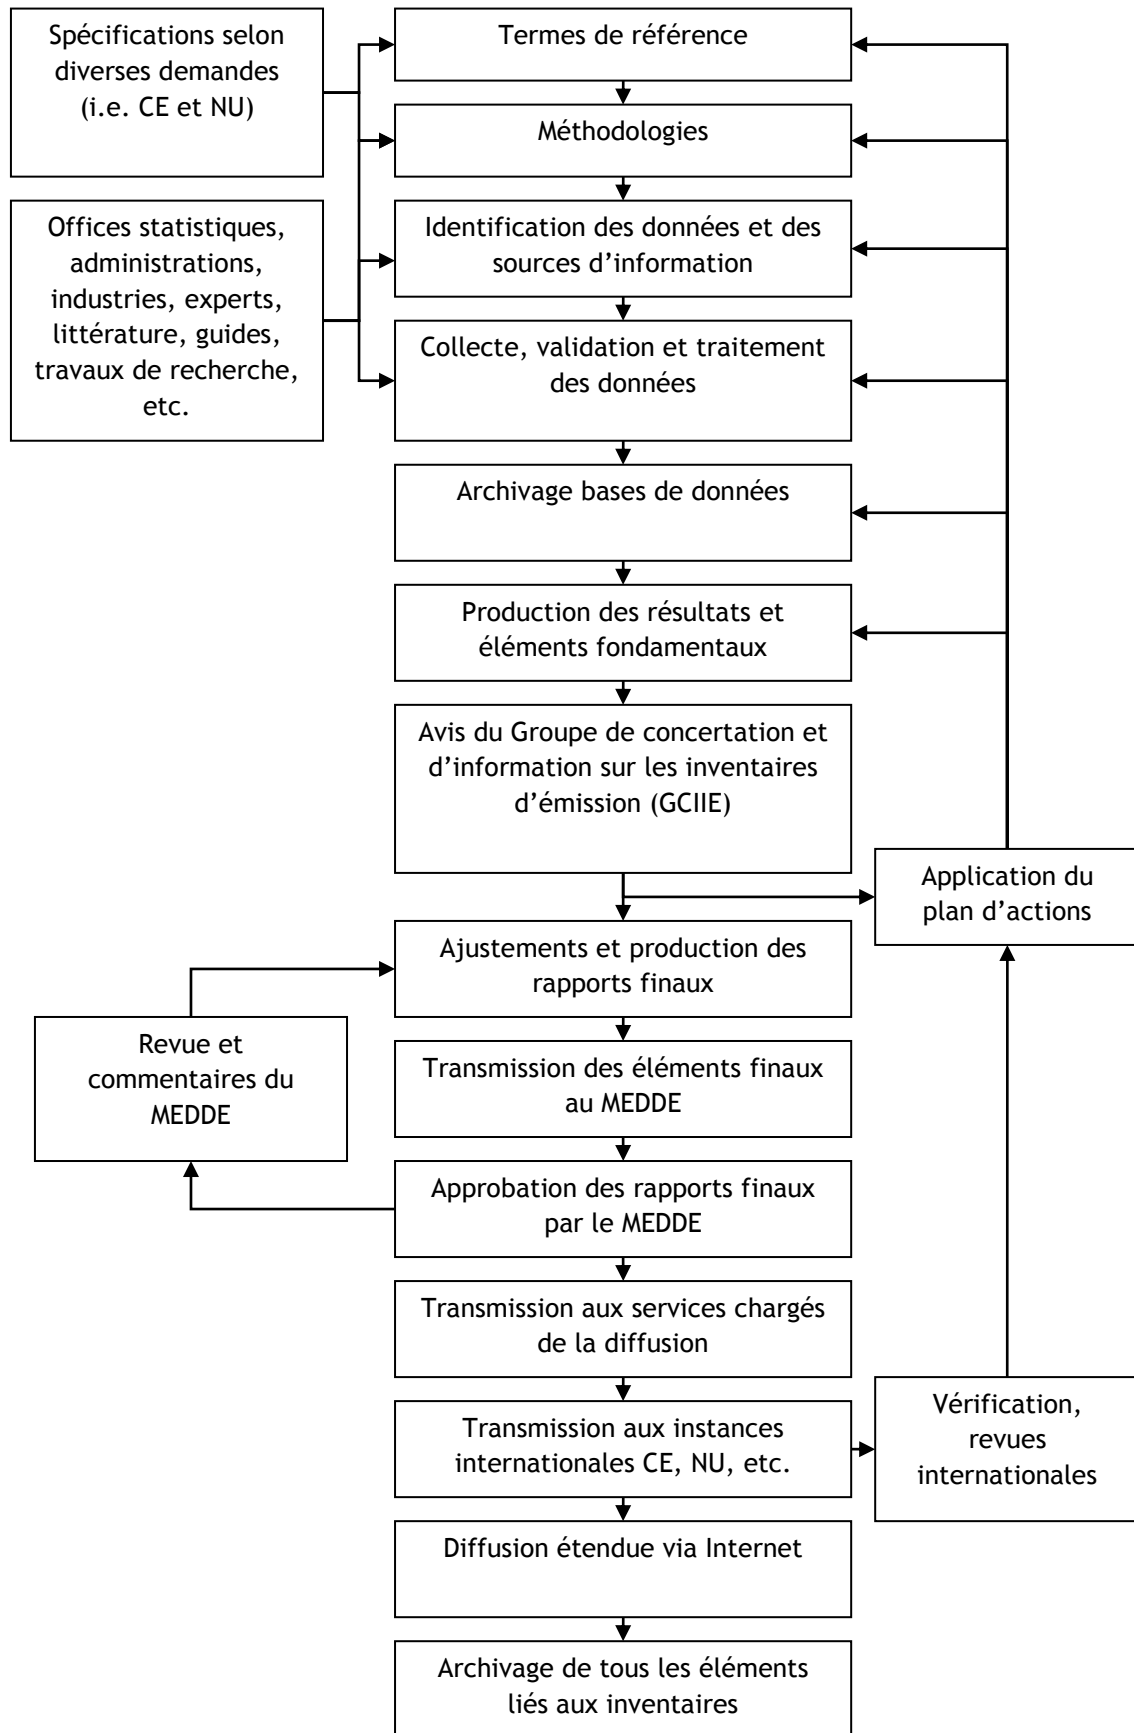 Spécifications selon
diverses demandes
(i.e. CE et NU)
Termes de référence
Méthodologies
Offices statistiques,
administrations,
industries, experts,
littérature, guides,
travaux de recherche,
etc.
Identification des données et des
sources d’information
Collecte, validation et traitement
des données
Archivage bases de données
Production des résultats et
éléments fondamentaux
Avis du Groupe de concertation et
d’information sur les inventaires
d’émission (GCIIE)
Application du
plan d’actions
Ajustements et production des
rapports finaux
Revue et
commentaires du
MEDDE
Transmission des éléments finaux
au MEDDE
Approbation des rapports finaux
par le MEDDE
Transmission aux services chargés
de la diffusion
Transmission aux instances
internationales CE, NU, etc.
Vérification,
revues
internationales
Diffusion étendue via Internet
Archivage de tous les éléments
liés aux inventaires